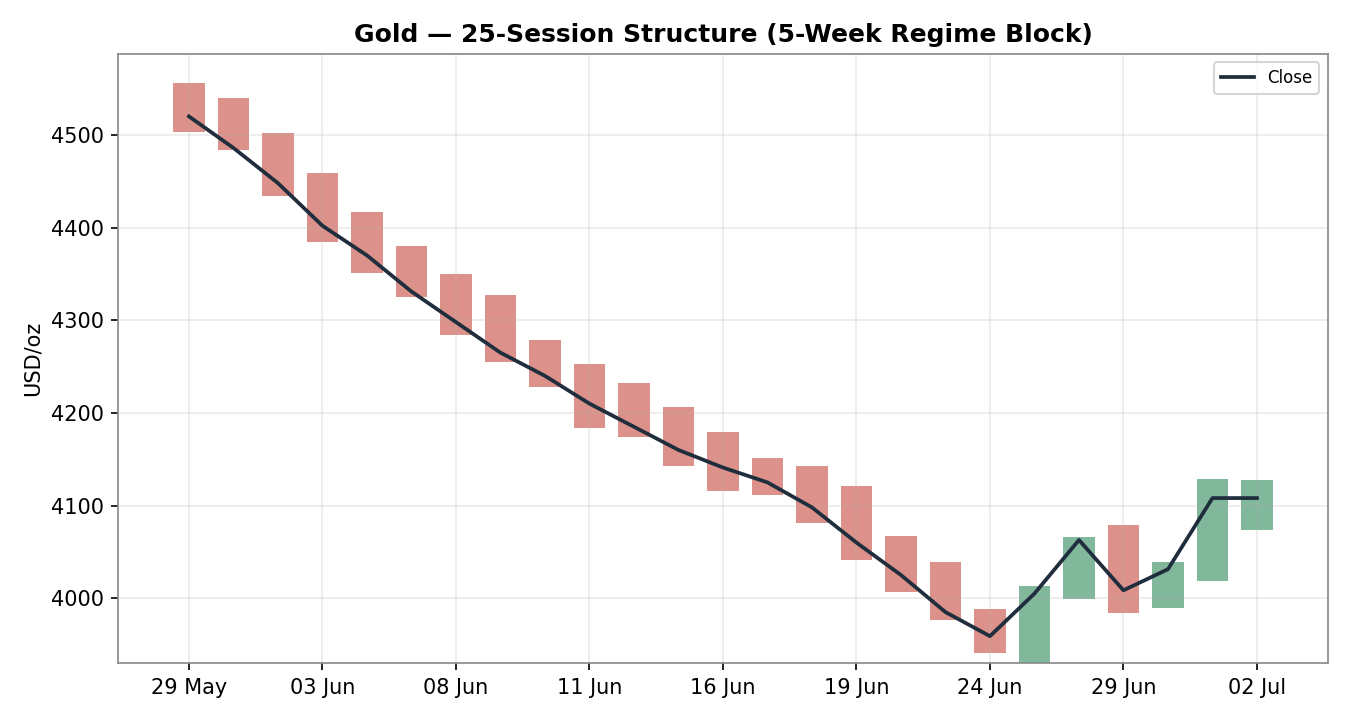 Gold — 25-Session Structure (5-Week Regime Block)
Close
USD/oz
4500
4400
4300
4200
4100
4000
29 May 03 Jun 08 Jun 11 Jun 16 Jun 19 Jun 24 Jun 29 Jun 02 Jul